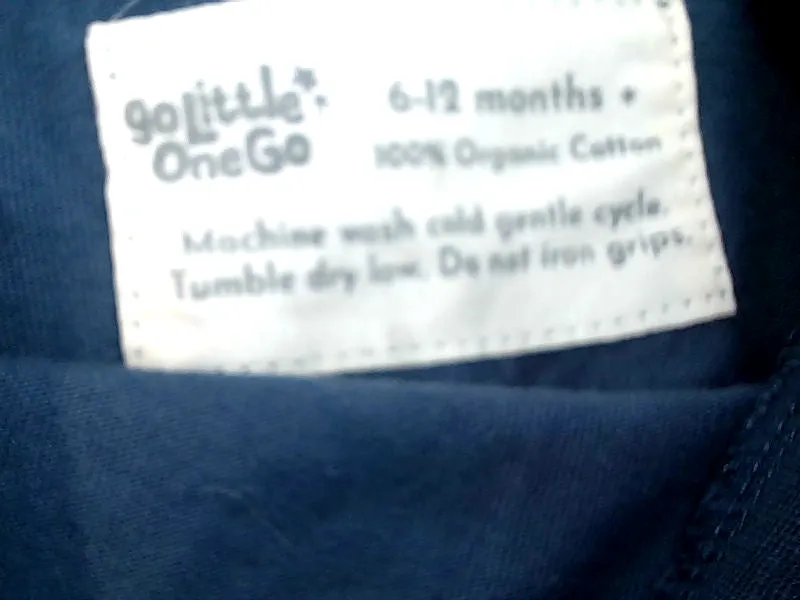 goLittle
OneGo
6-12 months +
100% Organic Cotton
Machine wash cold gentle cycle.
Tumble dry low. Do not iron grips.